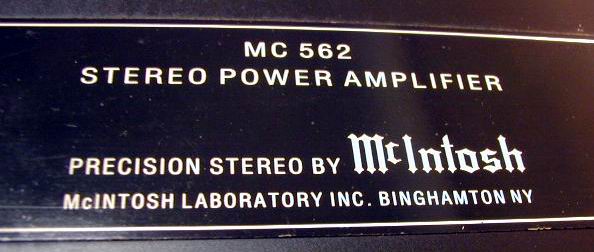 MC 562
STEREO POWER AMPLIFIER
PRECISION STEREO BY McIntosh
McINTOSH LABORATORY INC. BINGHAMTON NY